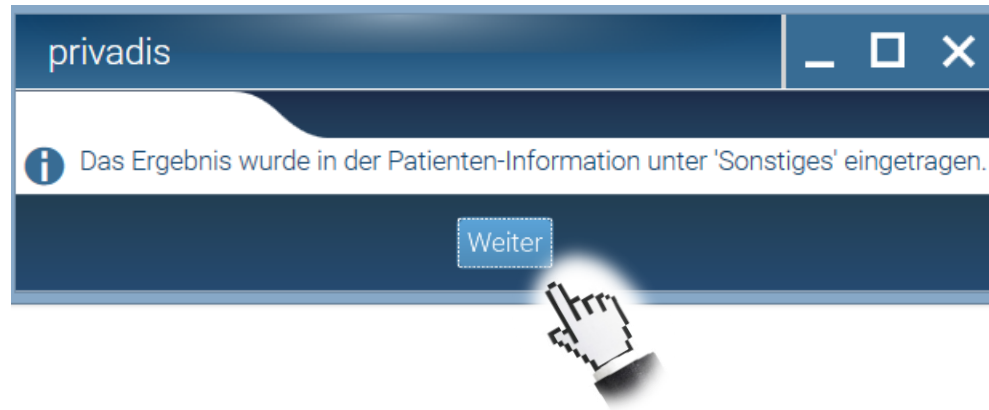 privadis
Das Ergebnis wurde in der Patienten-Information unter 'Sonstiges' eingetragen.
Weiter